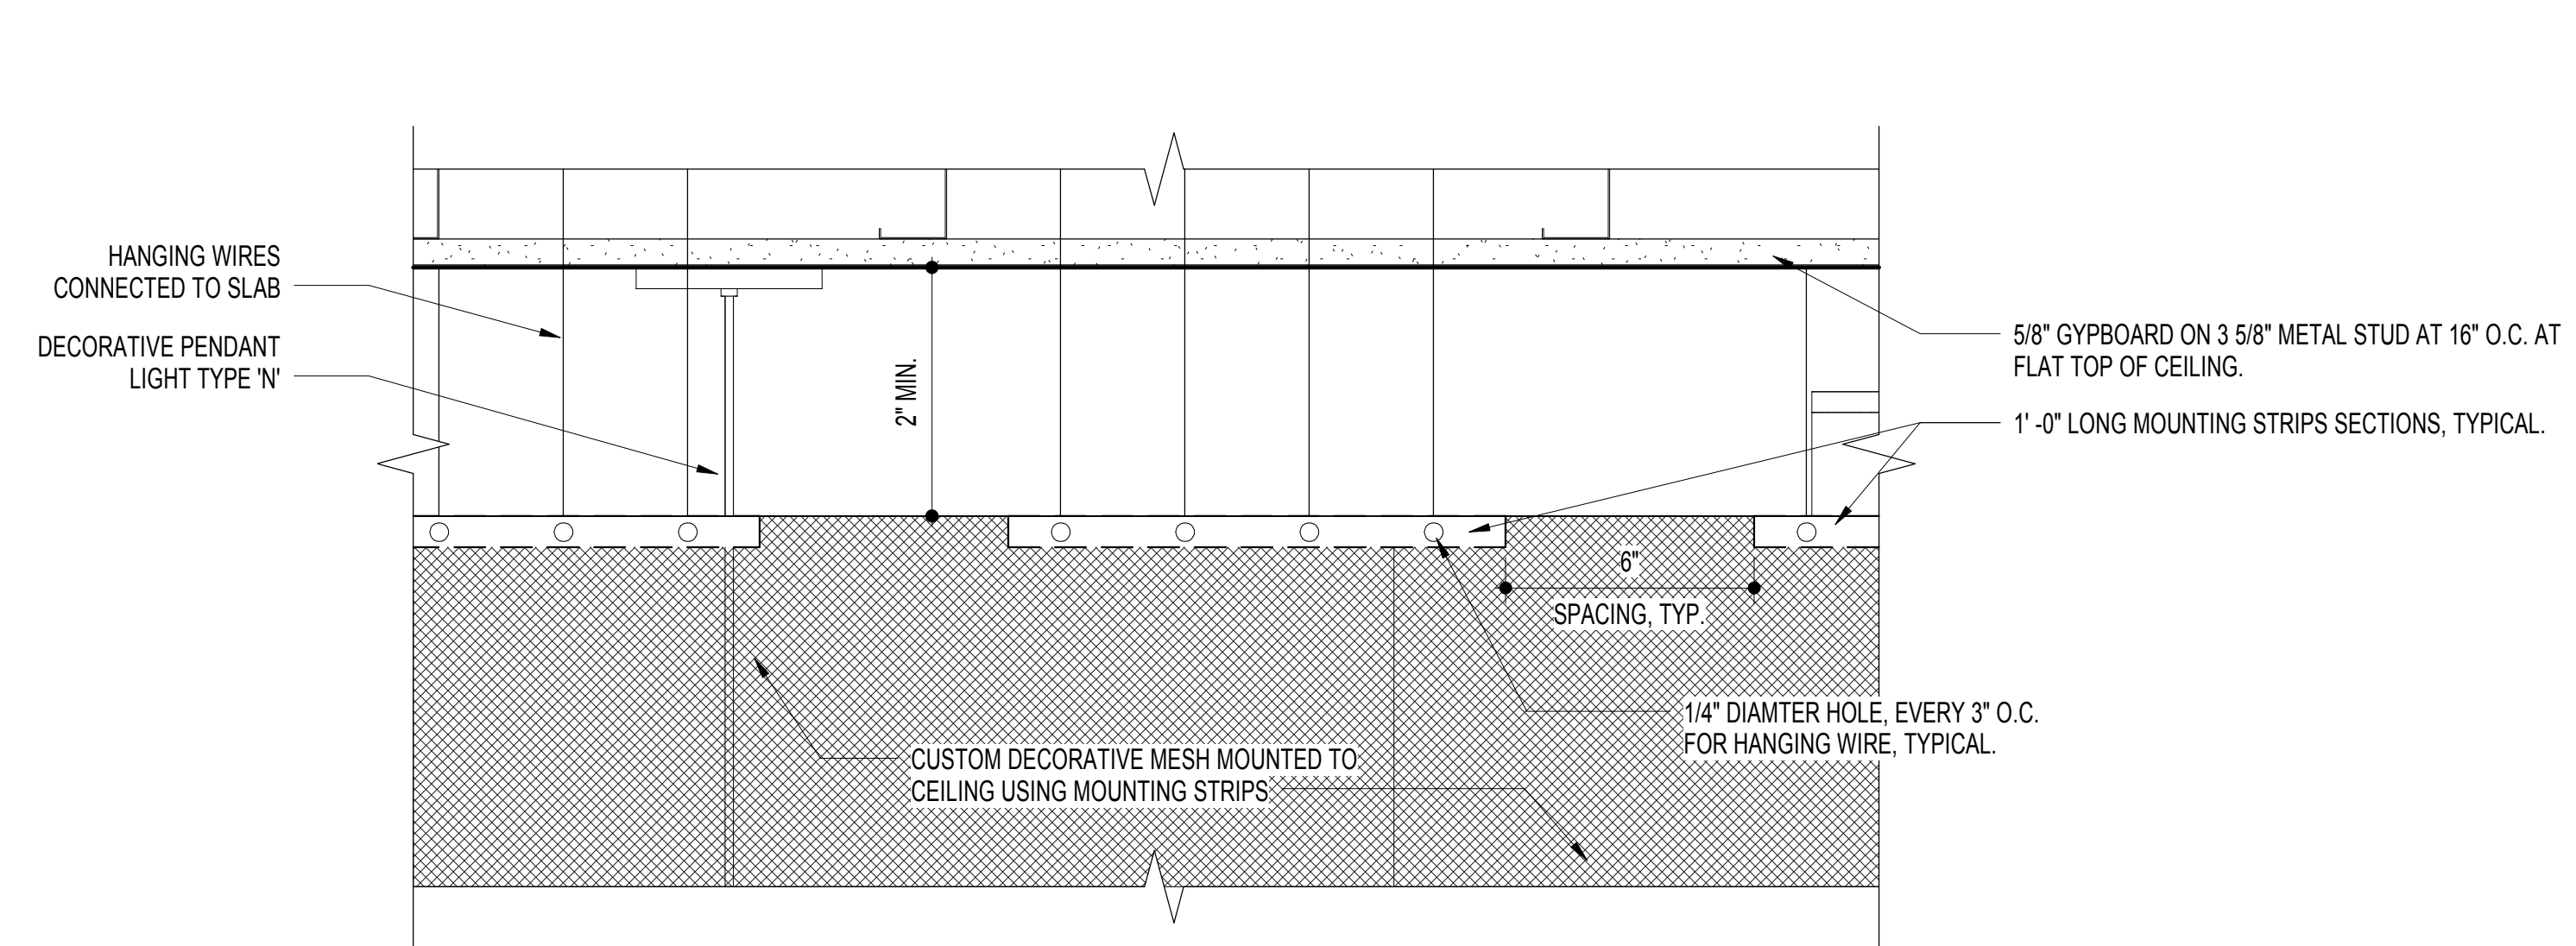 HANGING WIRES
CONNECTED TO SLAB
DECORATIVE PENDANT
LIGHT TYPE 'N'
2" MIN.
5/8" GYPBOARD ON 3 5/8" METAL STUD AT 16" O.C. AT
FLAT TOP OF CEILING.
1' -0" LONG MOUNTING STRIPS SECTIONS, TYPICAL.
6"
SPACING, TYP.
1/4" DIAMTER HOLE, EVERY 3" O.C.
FOR HANGING WIRE, TYPICAL.
CUSTOM DECORATIVE MESH MOUNTED TO
CEILING USING MOUNTING STRIPS